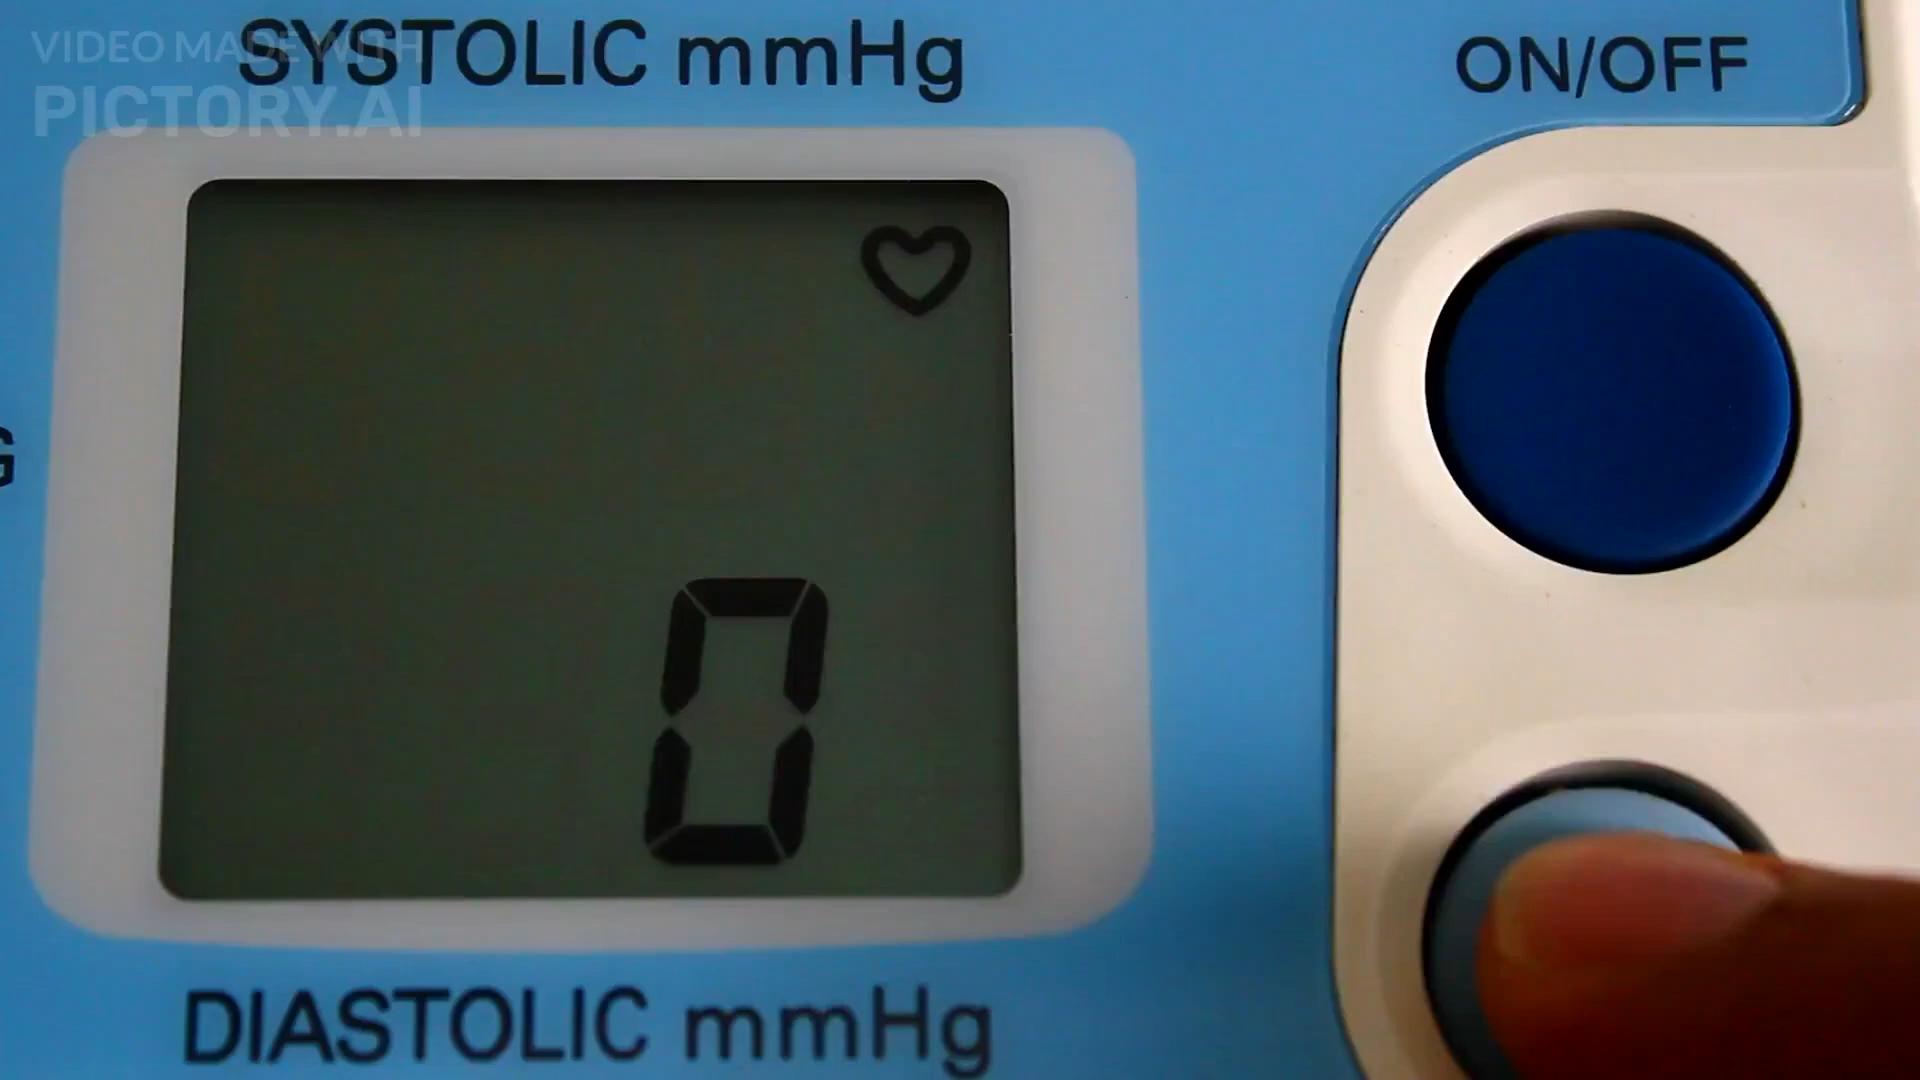 VIDEO MADE WITH
PICTORY.AI
SYSTOLIC mmHg
ON/OFF
0
DIASTOLIC mmHg